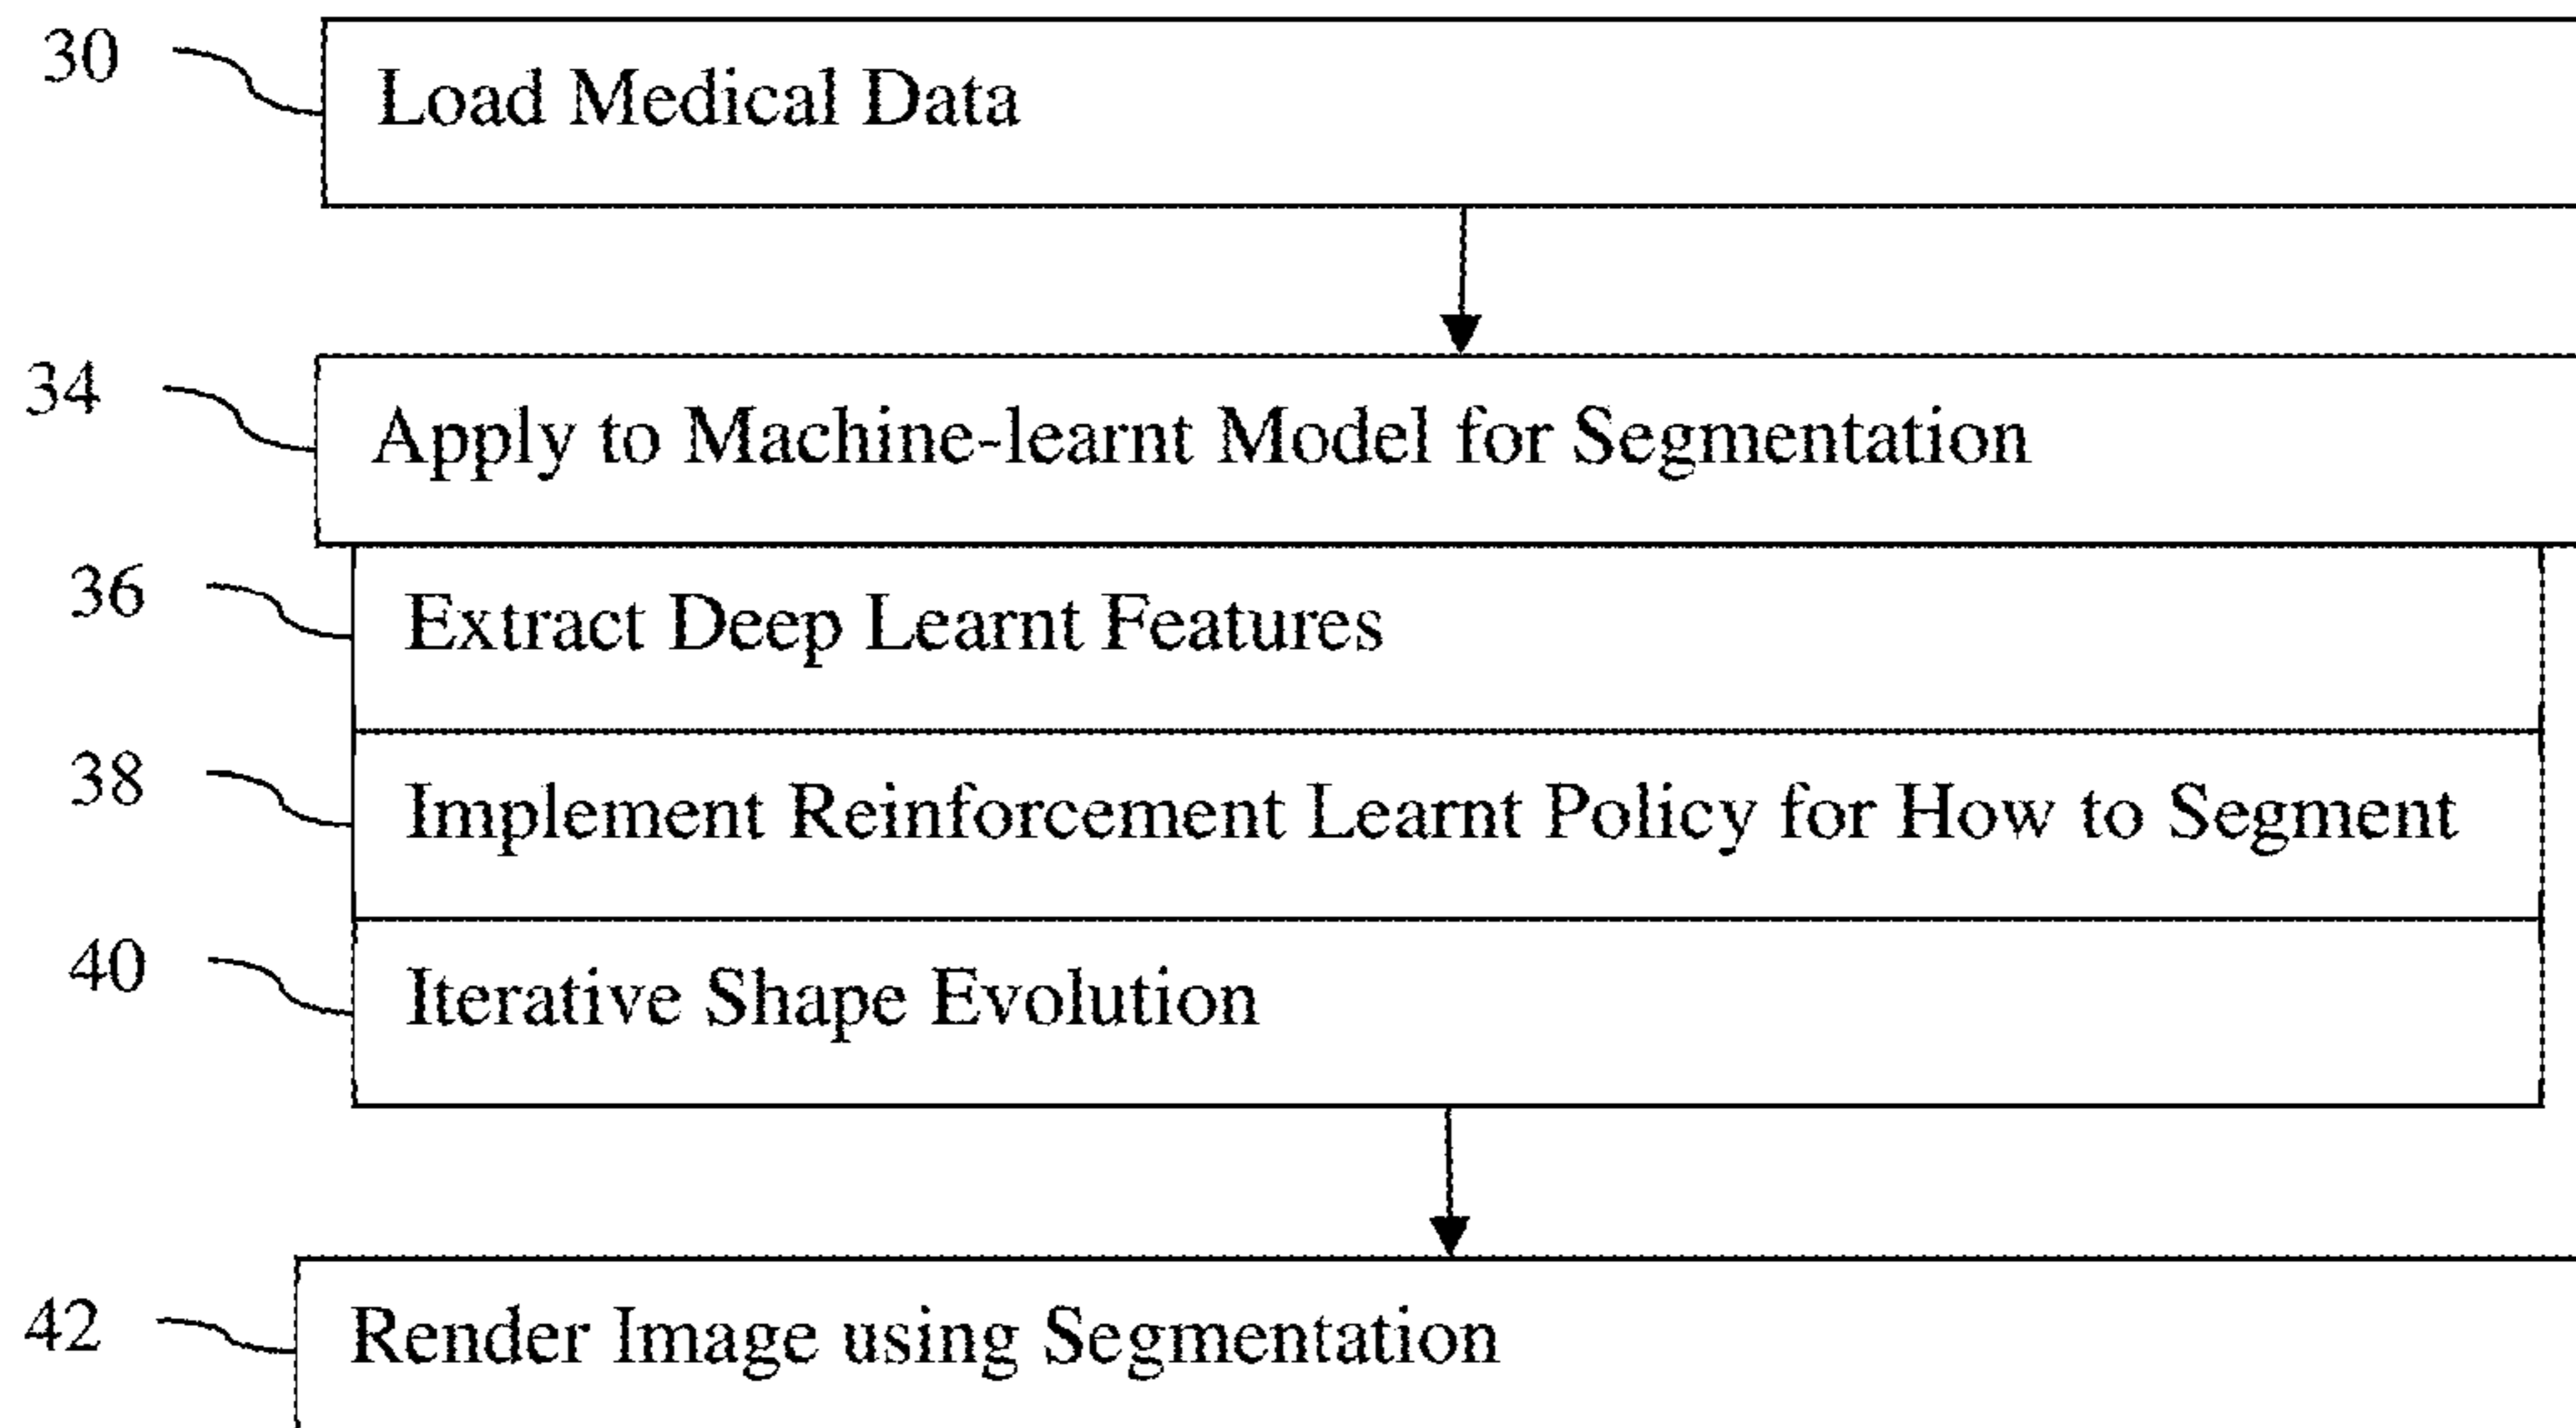 30 Load Medical Data
34 Apply to Machine-learnt Model for Segmentation
36 Extract Deep Learnt Features
38 Implement Reinforcement Learnt Policy for How to Segment
40 Iterative Shape Evolution
42 Render Image using Segmentation